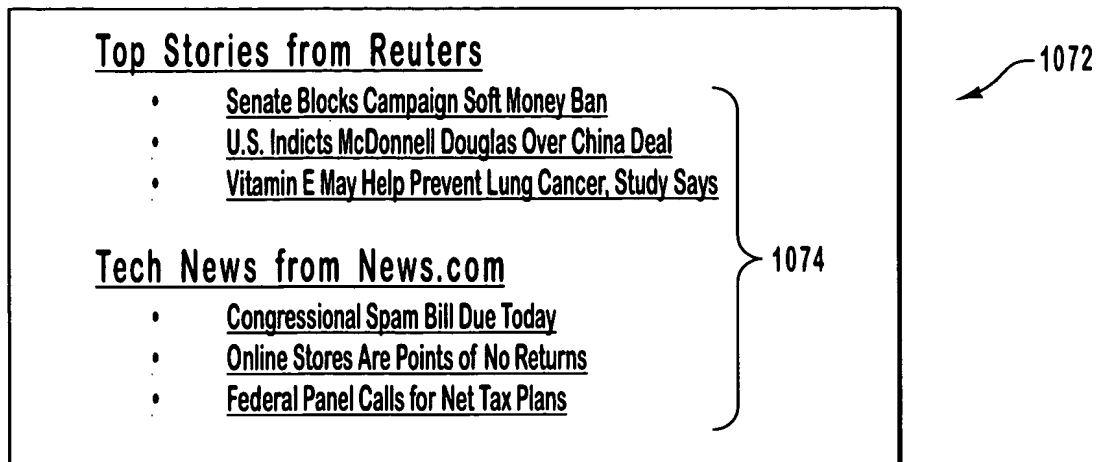 Top Stories from Reuters
1072
• Senate Blocks Campaign Soft Money Ban
• U.S. Indicts McDonnell Douglas Over China Deal
• Vitamin E May Help Prevent Lung Cancer, Study Says
1074
Tech News from News.com
• Congressional Spam Bill Due Today
• Online Stores Are Points of No Returns
• Federal Panel Calls for Net Tax Plans